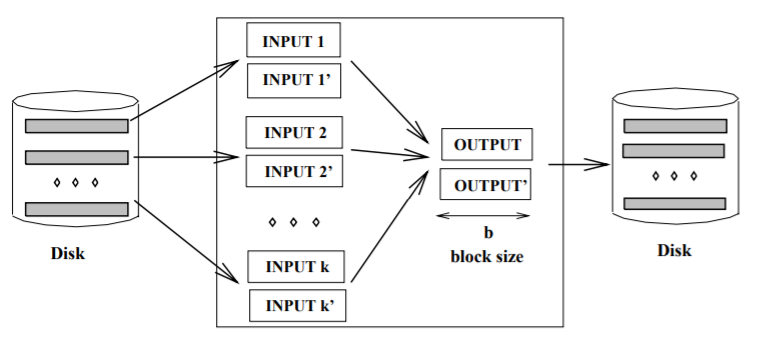 INPUT 1
INPUT 1’
INPUT 2
INPUT 2’
INPUT k
INPUT k’
OUTPUT
OUTPUT’
b
block size
Disk
Disk